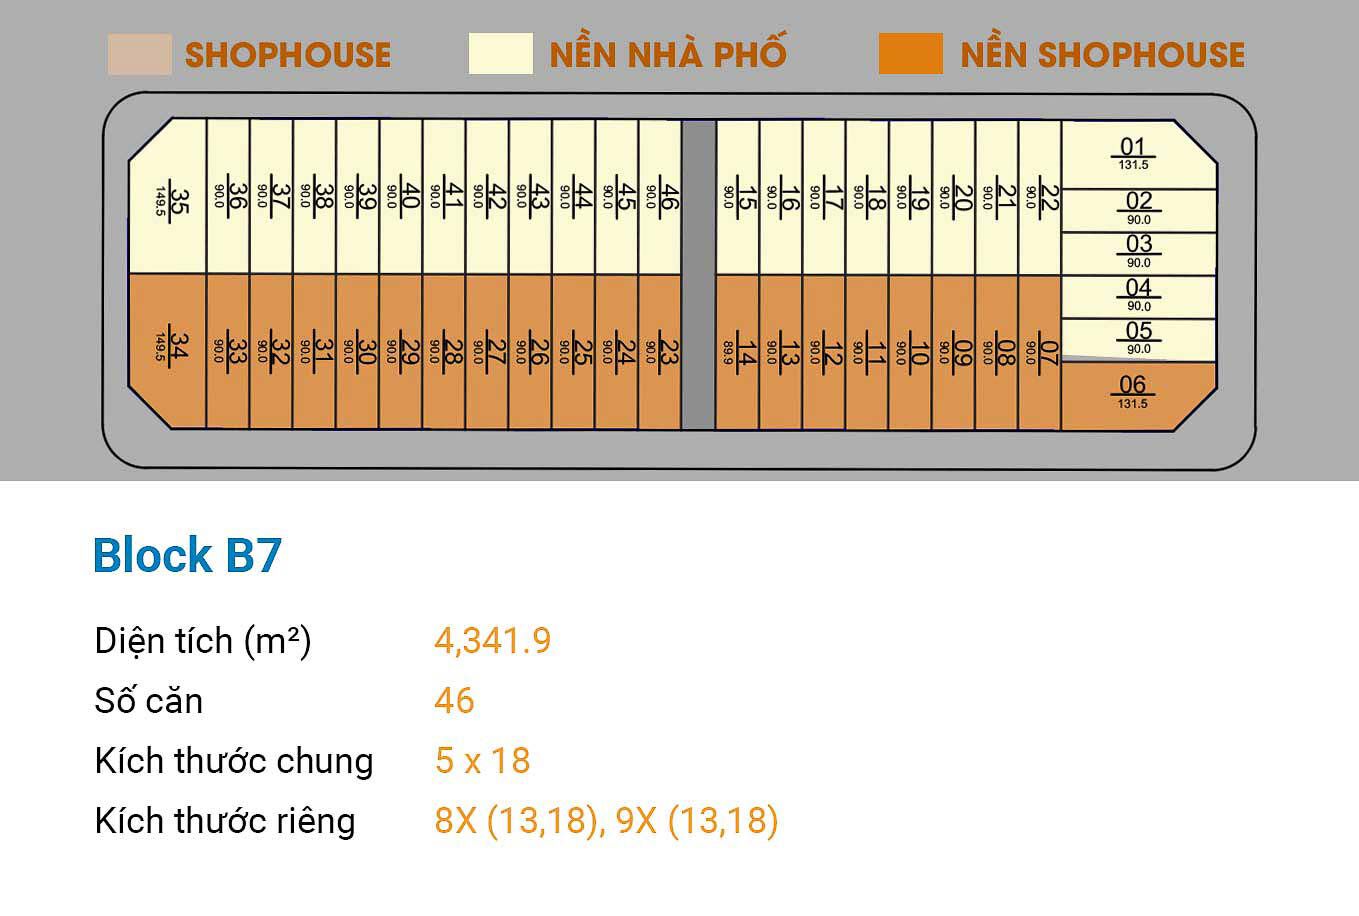 SHOPHOUSE NỀN NHÀ PHỐ NỀN SHOPHOUSE
35 36 37 38 39 40 41 42 43 44 45 46 15 16 17 18 19 20 21 22
149.5 90.0 90.0 90.0 90.0 90.0 90.0 90.0 90.0 90.0 90.0 90.0 90.0 90.0 90.0 90.0 90.0 90.0 90.0 90.0
01
131.5
02
90.0
03
90.0
04
90.0
05
90.0
34 33 32 31 30 29 28 27 26 25 24 23 14 13 12 11 10 09 08 07
149.5 90.0 90.0 90.0 90.0 90.0 90.0 90.0 90.0 90.0 90.0 90.0 89.9 90.0 90.0 90.0 90.0 90.0 90.0 90.0
06
131.5
Block B7
Diện tích (m²) 4,341.9
Số căn 46
Kích thước chung 5 x 18
Kích thước riêng 8X (13,18), 9X (13,18)